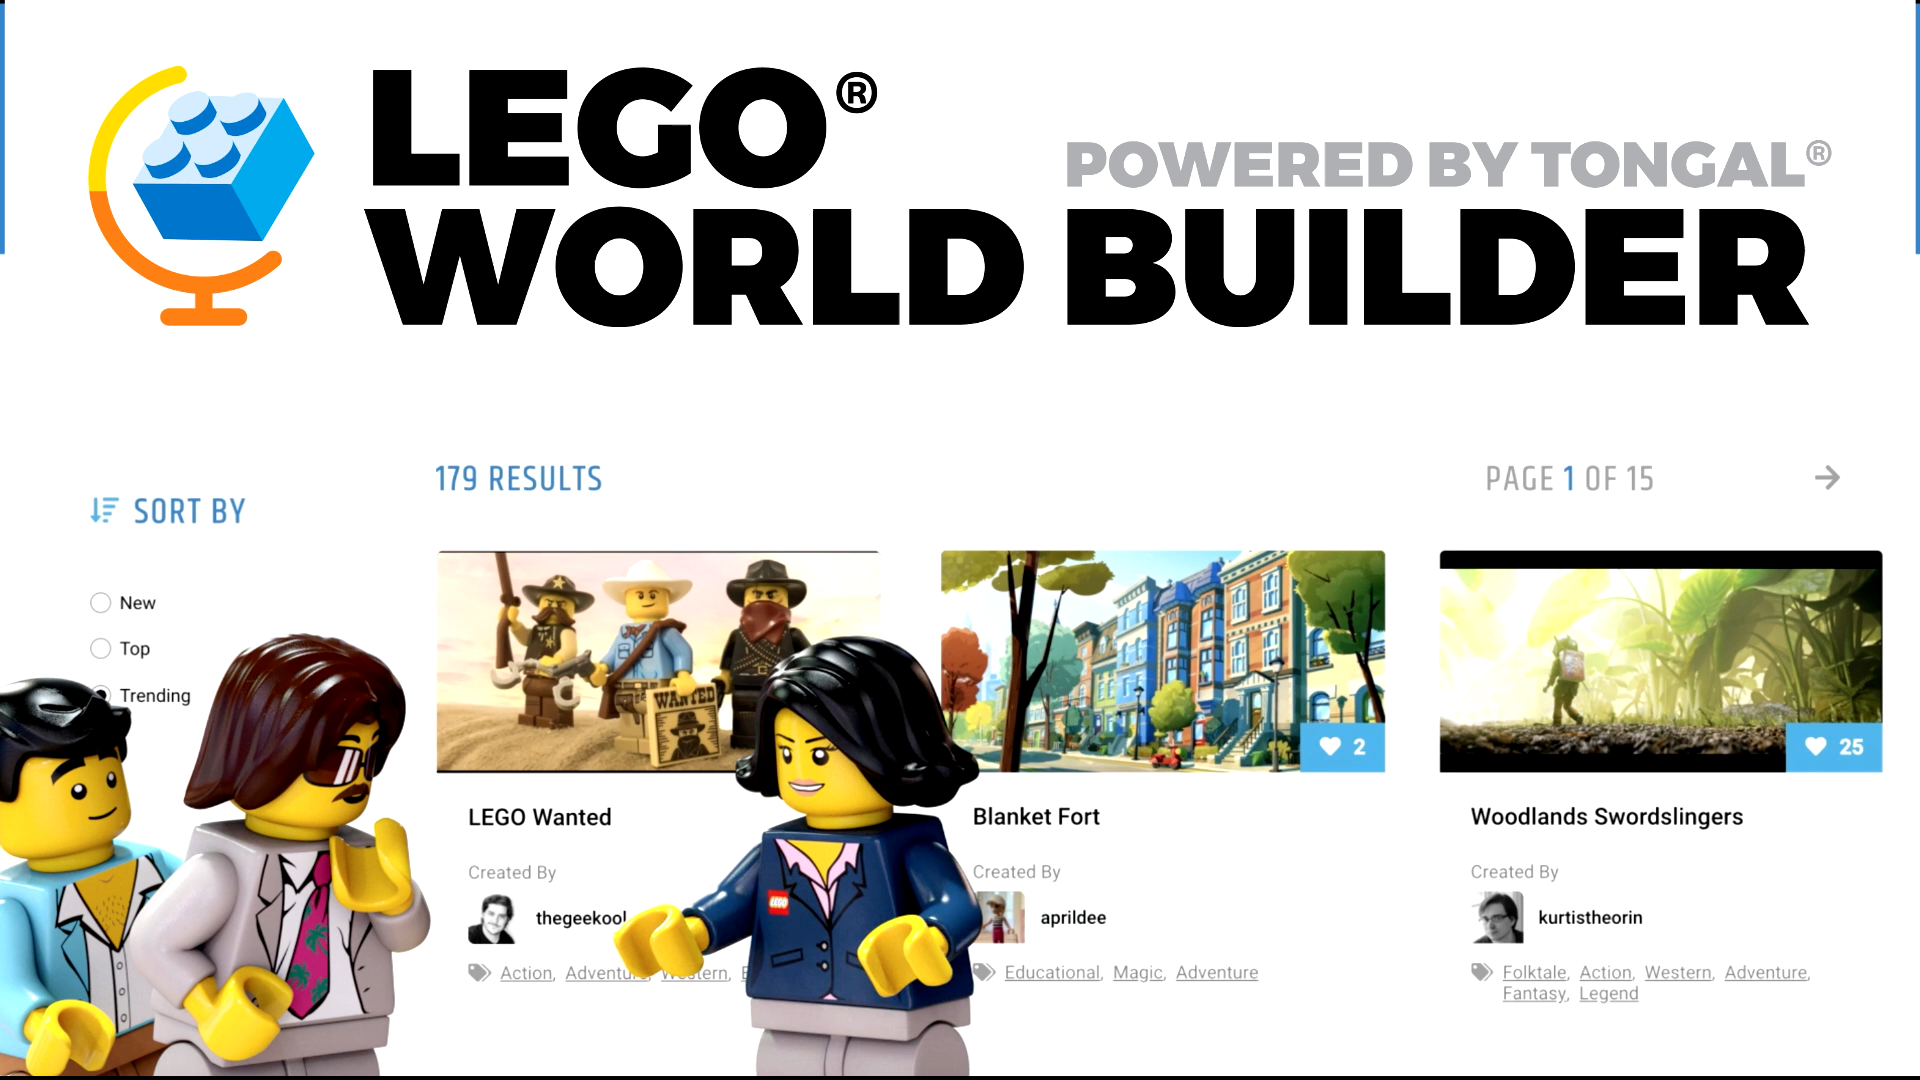 LEGO®
POWERED BY TONGAL®
WORLD BUILDER
179 RESULTS
PAGE 1 OF 15
SORT BY
New
Top
Trending
WANTED
2
25
LEGO Wanted
Blanket Fort
Woodlands Swordslingers
Created By
Created By
Created By
thegeekool
aprildee
kurtistheorin
LEGO
Action, Adventure, Western,
Educational, Magic, Adventure
Folktale, Action, Western, Adventure,
Fantasy, Legend